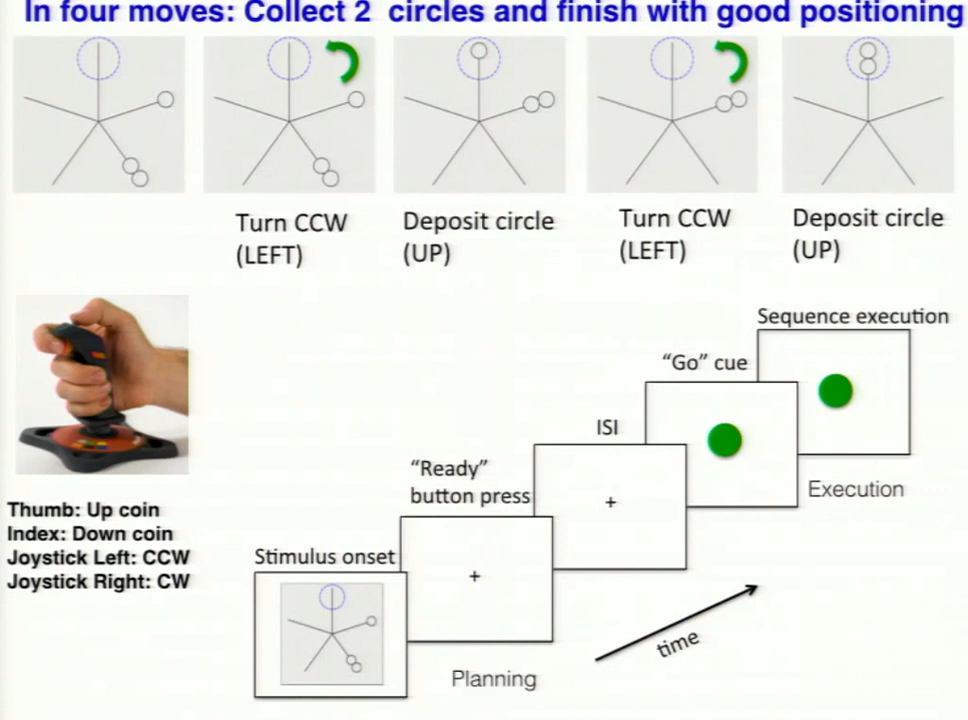 In four moves: Collect 2 circles and finish with good positioning
Turn CCW
(LEFT)
Deposit circle
(UP)
Turn CCW
(LEFT)
Deposit circle
(UP)
Thumb: Up coin
Index: Down coin
Joystick Left: CCW
Joystick Right: CW
Stimulus onset
"Ready"
button press
ISI
"Go" cue
Sequence execution
Planning
Execution
time